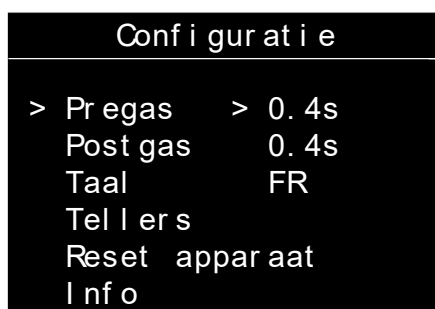 Configuratie
> Pregas > 0.4s
Postgas 0.4s
Taal FR
Tellers
Reset apparaat
Info